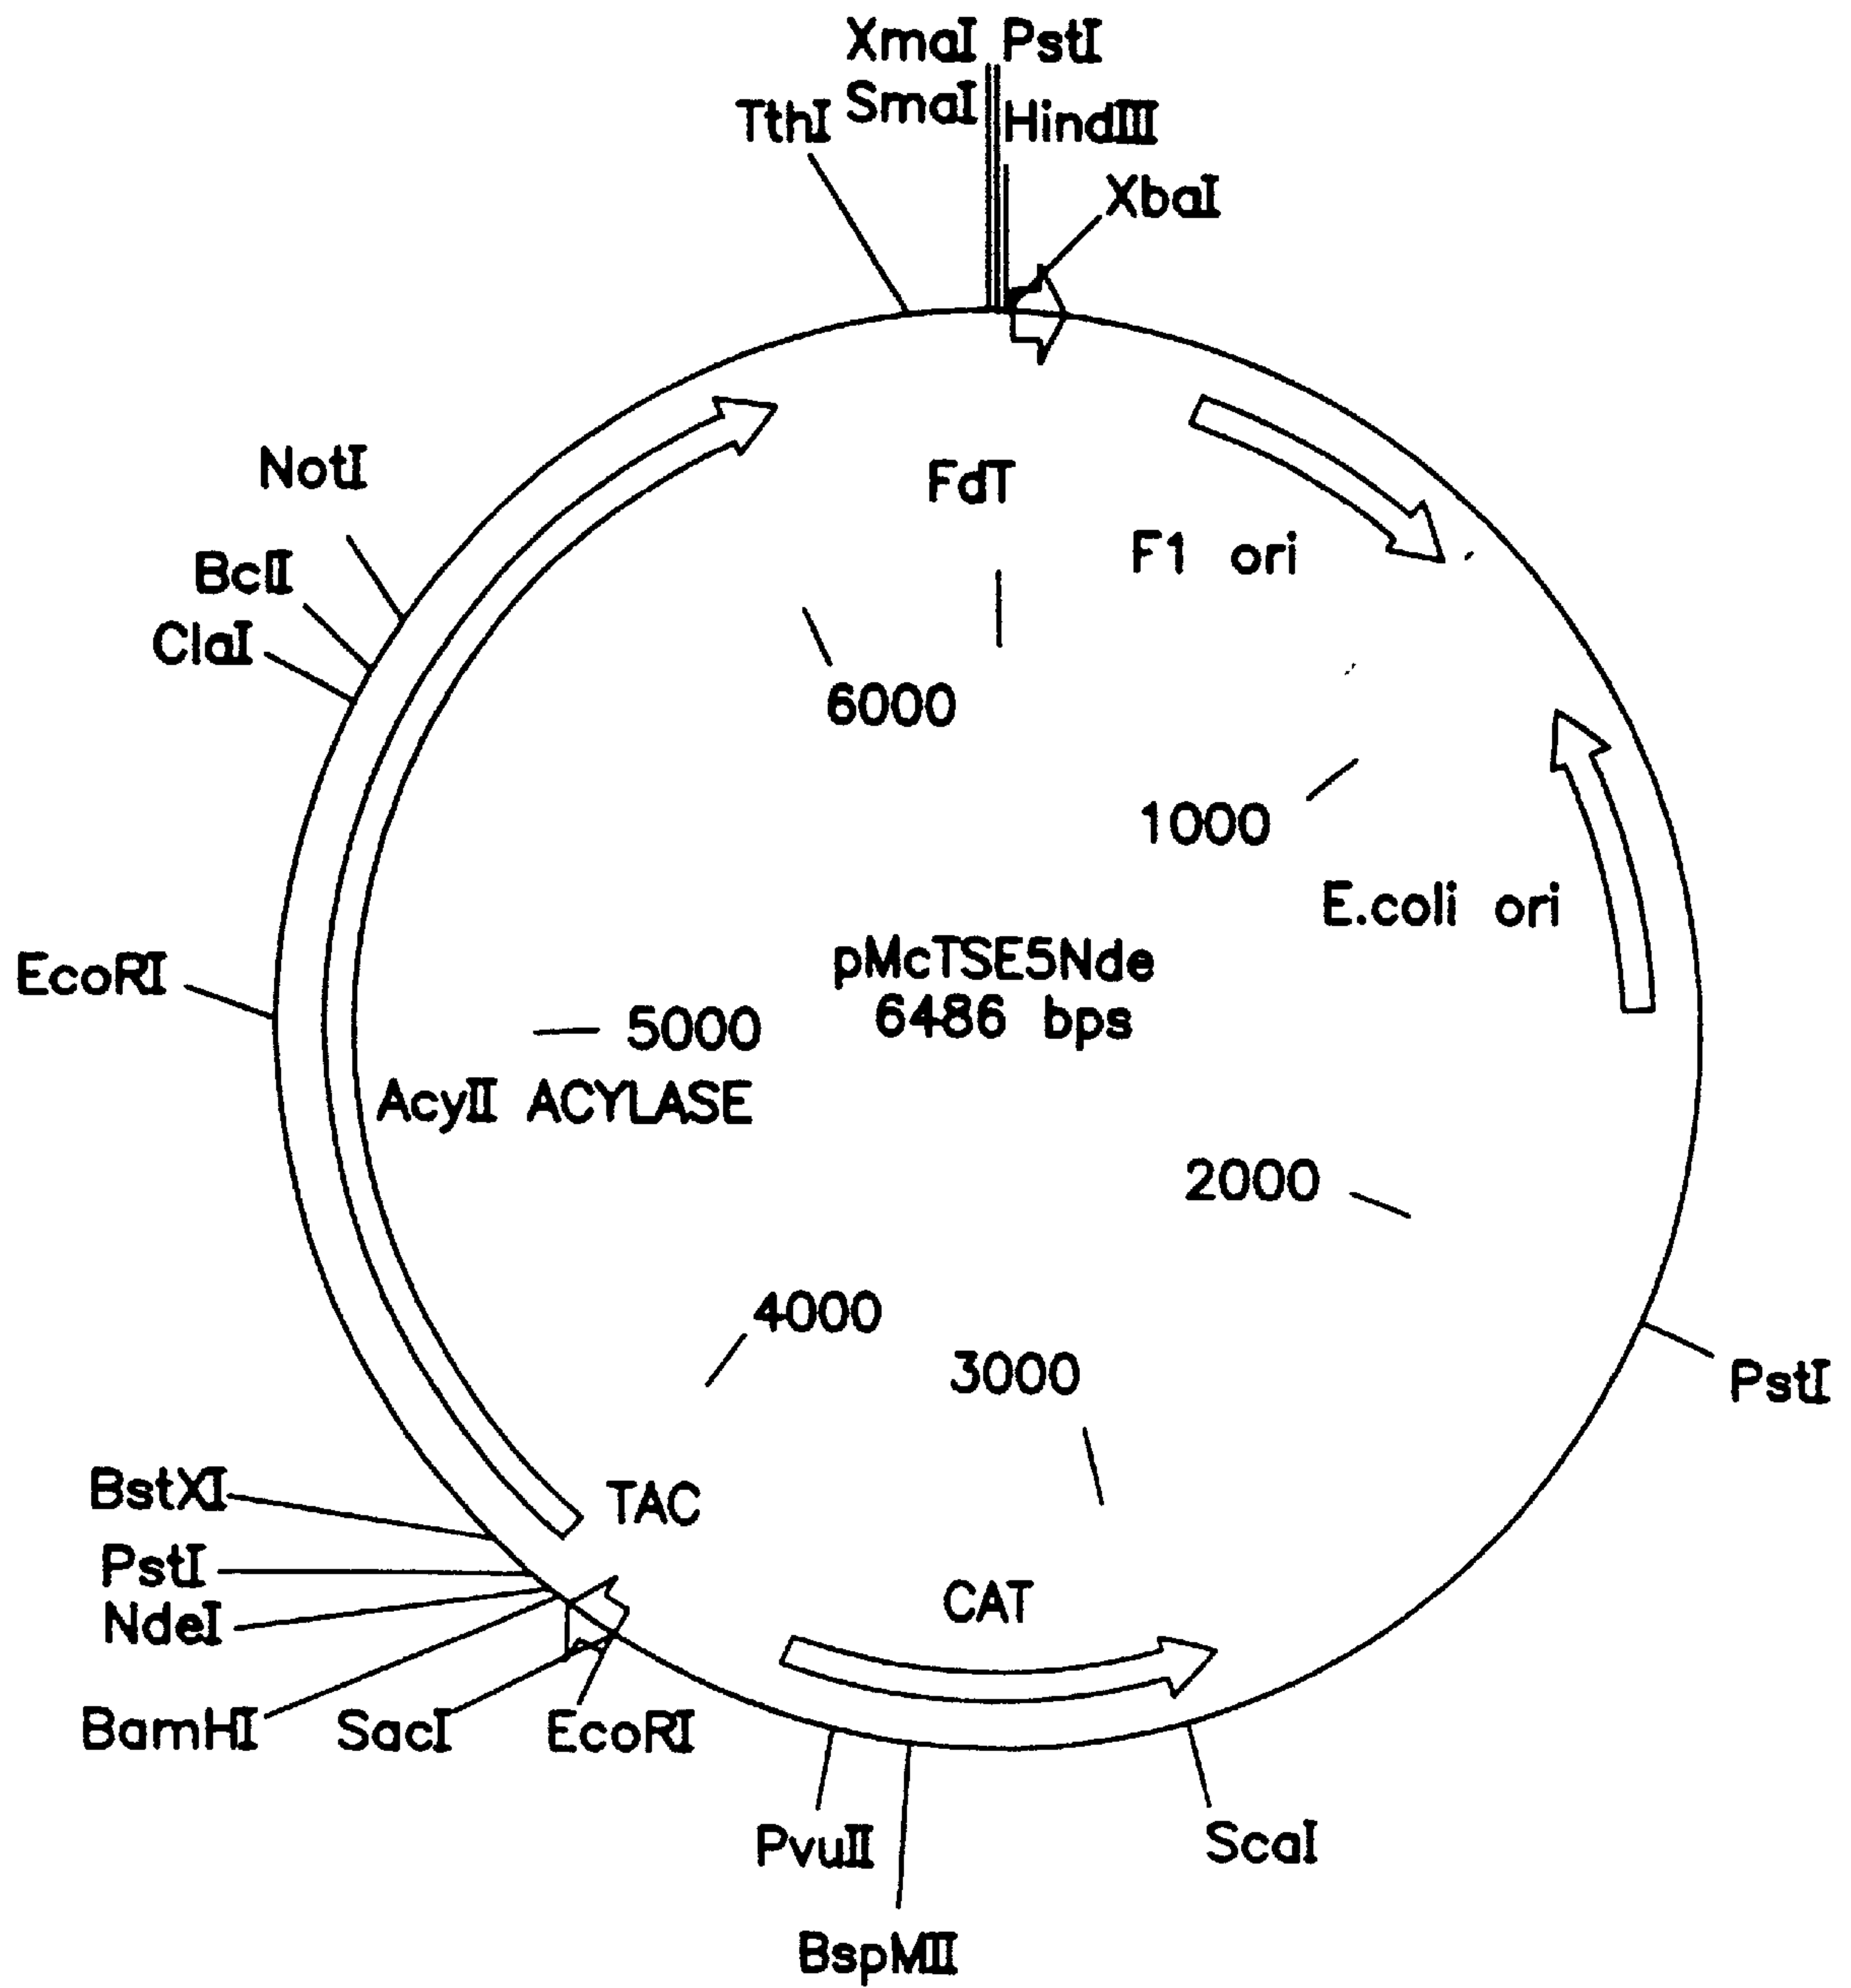 XmaI PstI
SmaI
TthI
HindIII
XbaI
NotI
FdT
F1 ori
BclI
ClaI
6000
1000
E.coli ori
pMcTSE5Nde
6486 bps
EcoRI
5000
AcyII ACYLASE
2000
4000
3000
PstI
BstXI
TAC
PstI
NdeI
CAT
BamHI
SacI
EcoRI
PvuII
ScaI
BspMII